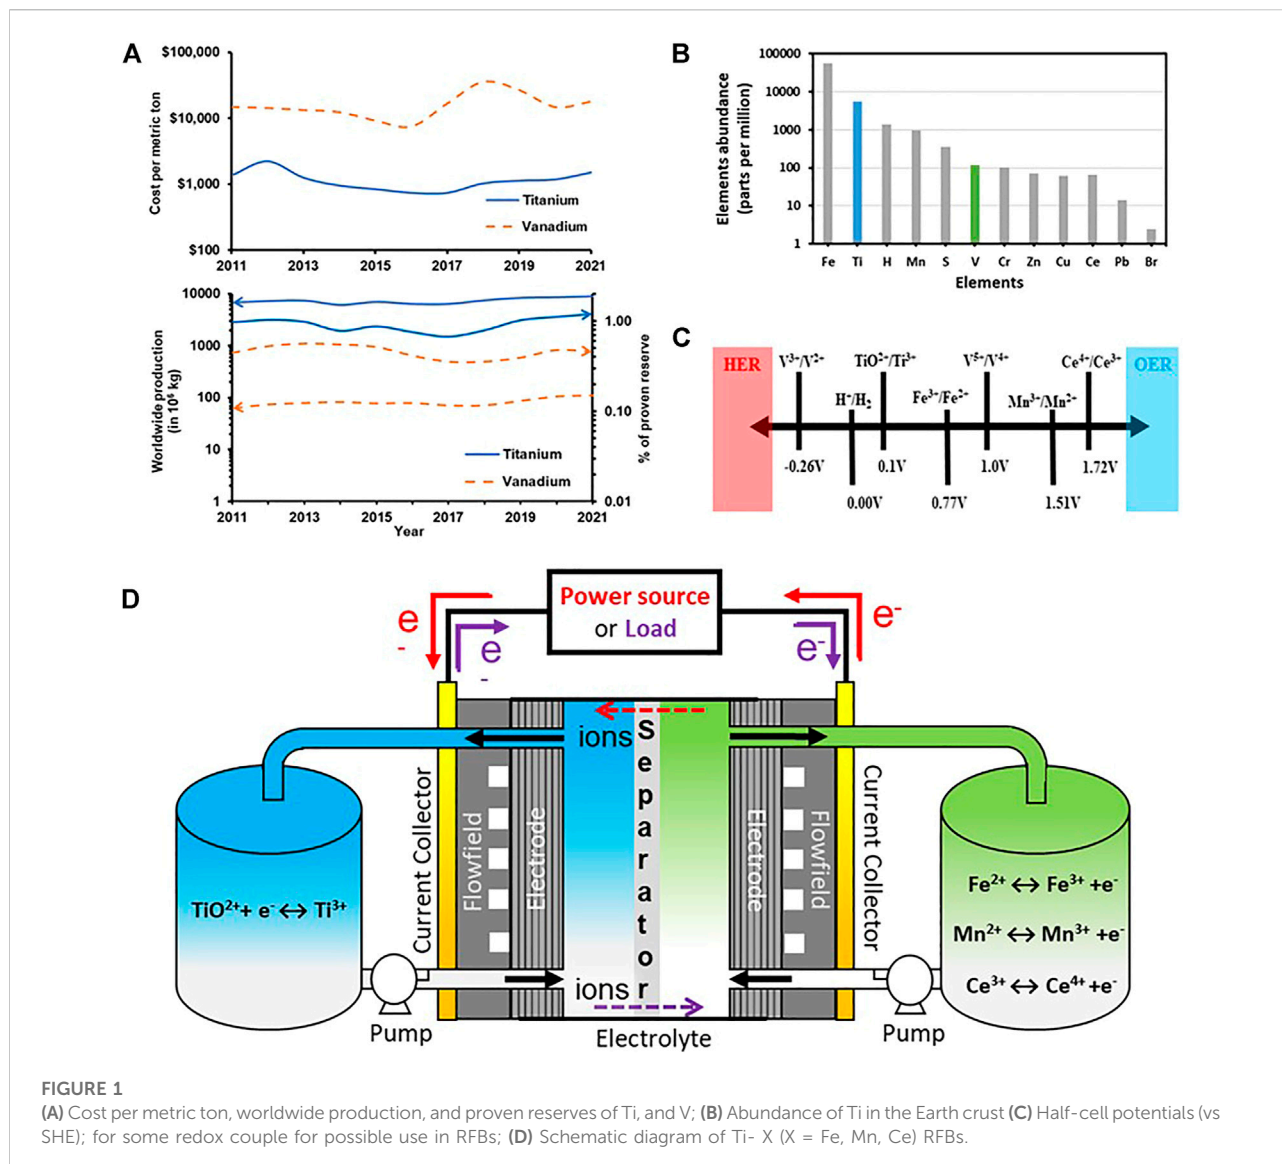 A
Cost per metric ton
$100,000
$10,000
$1,000
$100
Titanium
Vanadium
2011 2013 2015 2017 2019 2021
Worldwide production
(in 10⁶ kg)
10000
1000
100
10
1
1.00
0.10
0.01
% of proven reserve
Titanium
Vanadium
2011 2013 2015 2017 2019 2021
Year
B
Elements abundance
(parts per million)
100000
10000
1000
100
10
1
Fe Ti H Mn S V Cr Zn Cu Ce Pb Br
Elements
C
HER
V³⁺/V²⁺ TiO²⁺/Ti³⁺ V⁵⁺/V⁴⁺ Ce⁴⁺/Ce³⁺
OER
H⁺/H₂ Fe³⁺/Fe²⁺ Mn³⁺/Mn²⁺
-0.26V 0.1V 1.0V 1.72V
0.00V 0.77V 1.51V
D
Power source
or Load
e
-
e
-
e-
e-
ions
Separator
ions
Current Collector
Flowfield
Electrode
Electrode
Flowfield
Current Collector
TiO²⁺+ e⁻ ↔ Ti³⁺
Fe²⁺ ↔ Fe³⁺ +e⁻
Mn²⁺ ↔ Mn³⁺ +e⁻
Ce³⁺ ↔ Ce⁴⁺ +e⁻
Pump
Electrolyte
Pump
FIGURE 1
(A) Cost per metric ton, worldwide production, and proven reserves of Ti, and V; (B) Abundance of Ti in the Earth crust (C) Half-cell potentials (vs
SHE); for some redox couple for possible use in RFBs; (D) Schematic diagram of Ti- X (X = Fe, Mn, Ce) RFBs.